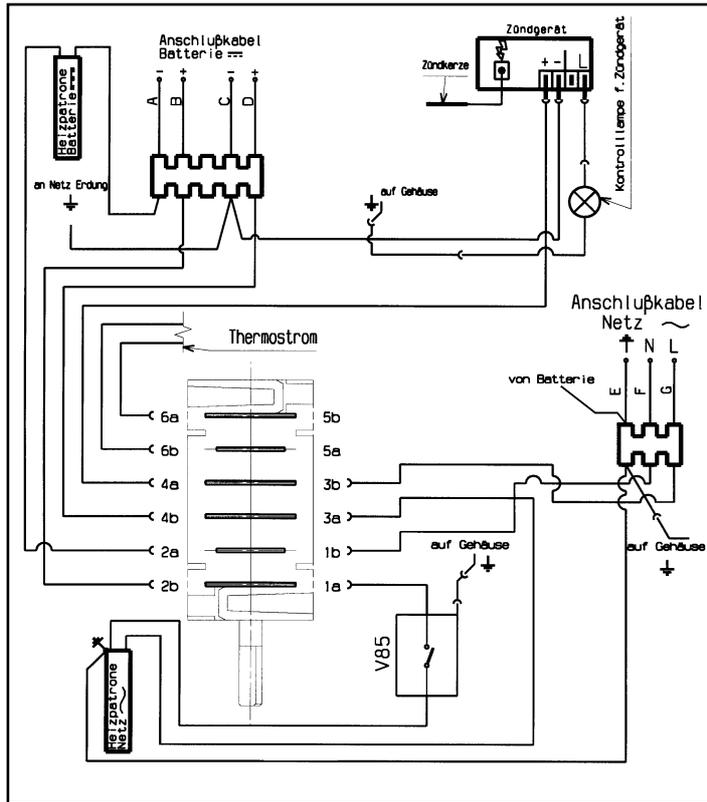 Anschlußkabel
Batterie
Zündgerät
Zündkerze
+ - L
Kontrolllampe f. Zündgerät
Heizpatrone
Batterie
- + - +
A B C D
an Netz Erdung
auf Gehäuse
Anschlußkabel
Netz ~
N L
E F G
von Batterie
Thermostrom
6a 5b
6b 5a
4a 3b
4b 3a
2a 1b
2b 1a
auf Gehäuse
auf Gehäuse
V85
Heizpatrone
Netz ~